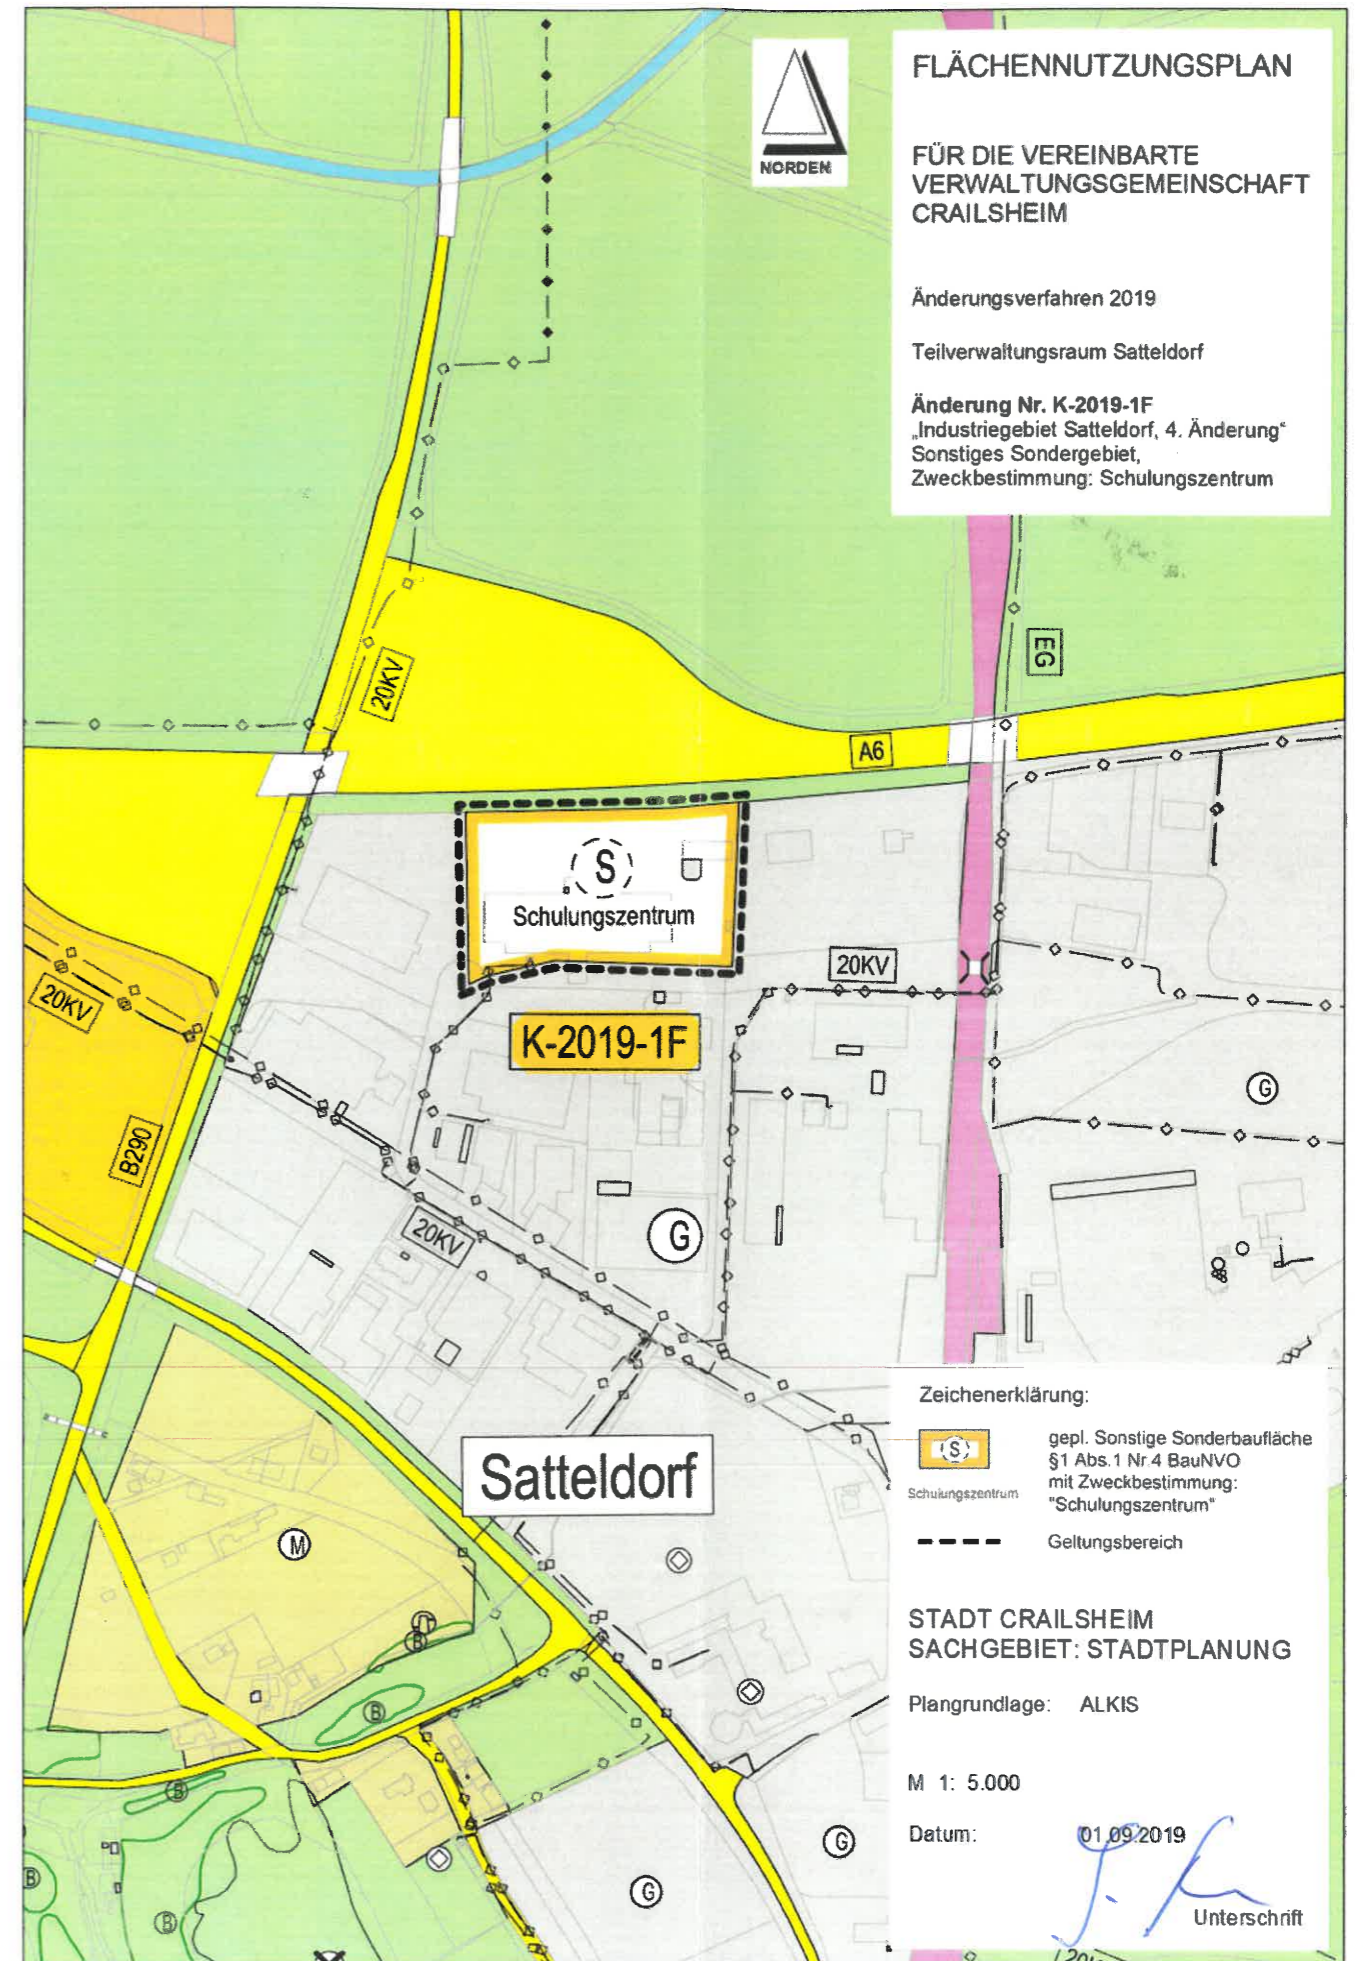 NORDEN
FLÄCHENNUTZUNGSPLAN
FÜR DIE VEREINBARTE
VERWALTUNGSGEMEINSCHAFT
CRAILSHEIM
Änderungsverfahren 2019
Teilverwaltungsraum Satteldorf
Änderung Nr. K-2019-1F
„Industriegebiet Satteldorf, 4. Änderung“
Sonstiges Sondergebiet,
Zweckbestimmung: Schulungszentrum
EG
20KV
A6
S
Schulungszentrum
20KV
20KV
K-2019-1F
G
B290
20KV
G
Satteldorf
M
B
B
B
B
B
G
G
Zeichenerklärung:
S
Schulungszentrum
gepl. Sonstige Sonderbaufläche
§1 Abs.1 Nr.4 BauNVO
mit Zweckbestimmung:
"Schulungszentrum"
Geltungsbereich
STADT CRAILSHEIM
SACHGEBIET: STADTPLANUNG
Plangrundlage: ALKIS
M 1: 5.000
Datum: 01.09.2019
Unterschrift